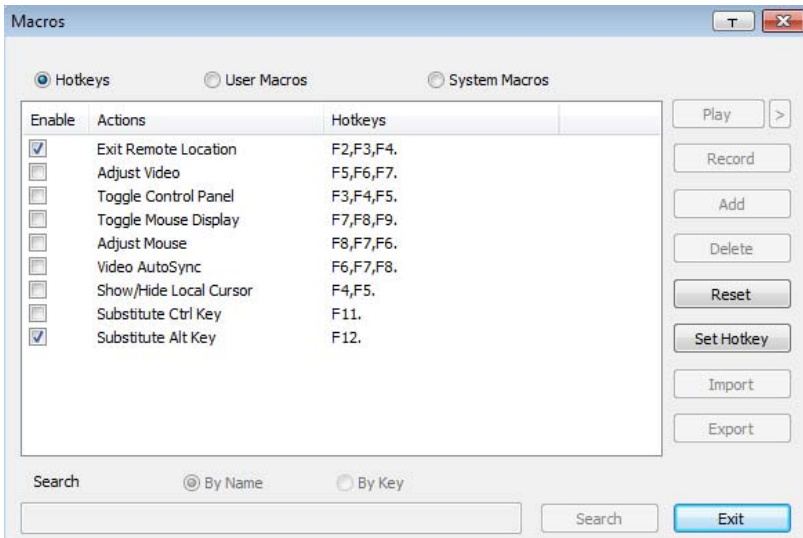 Macros
Hotkeys User Macros System Macros
Enable Actions Hotkeys
Exit Remote Location F2,F3,F4.
Adjust Video F5,F6,F7.
Toggle Control Panel F3,F4,F5.
Toggle Mouse Display F7,F8,F9.
Adjust Mouse F8,F7,F6.
Video AutoSync F6,F7,F8.
Show/Hide Local Cursor F4,F5.
Substitute Ctrl Key F11.
Substitute Alt Key F12.
Play >
Record
Add
Delete
Reset
Set Hotkey
Import
Export
Search By Name By Key
Search Exit